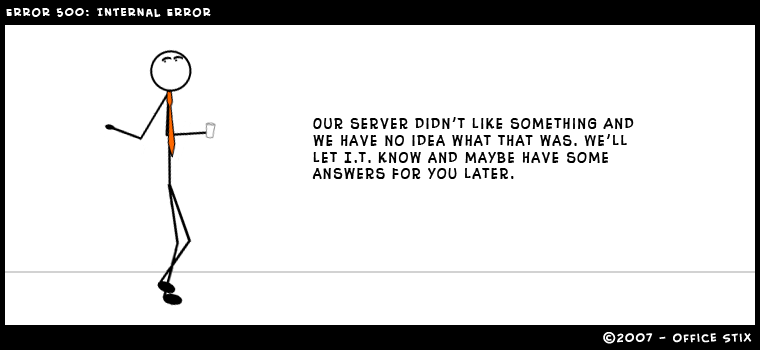 ERROR 500: INTERNAL ERROR
OUR SERVER DIDN'T LIKE SOMETHING AND
WE HAVE NO IDEA WHAT THAT WAS. WE'LL
LET I.T. KNOW AND MAYBE HAVE SOME
ANSWERS FOR YOU LATER.
©2007 - OFFICE STIX